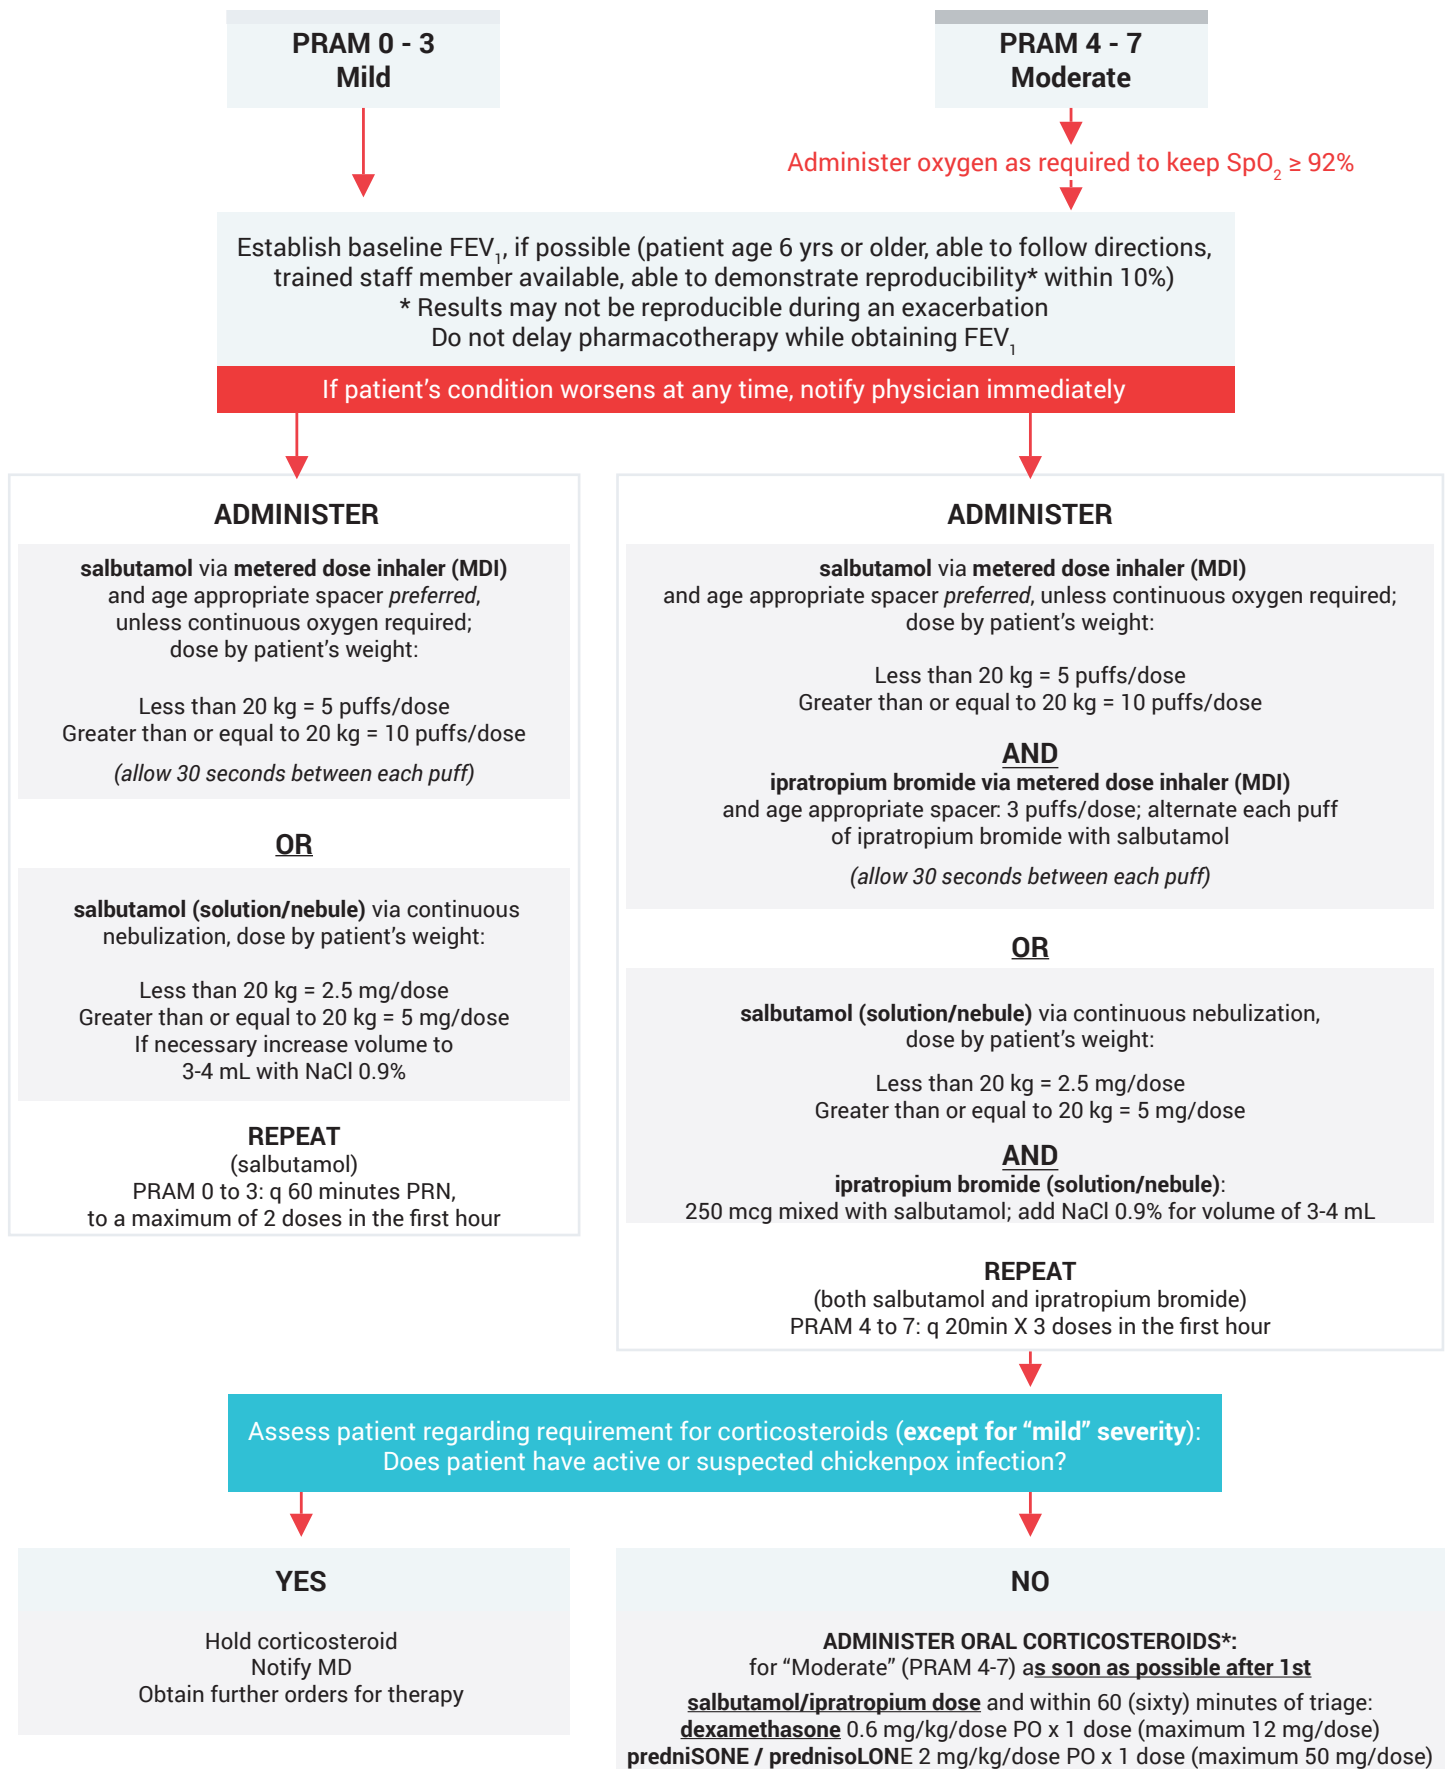 PRAM 0 - 3
Mild
PRAM 4 - 7
Moderate
Administer oxygen as required to keep SpO2 ≥ 92%
Establish baseline FEV1, if possible (patient age 6 yrs or older, able to follow directions,
trained staff member available, able to demonstrate reproducibility* within 10%)
* Results may not be reproducible during an exacerbation
Do not delay pharmacotherapy while obtaining FEV1
If patient's condition worsens at any time, notify physician immediately
ADMINISTER
salbutamol via metered dose inhaler (MDI)
and age appropriate spacer preferred,
unless continuous oxygen required;
dose by patient's weight:
Less than 20 kg = 5 puffs/dose
Greater than or equal to 20 kg = 10 puffs/dose
(allow 30 seconds between each puff)
OR
salbutamol (solution/nebule) via continuous
nebulization, dose by patient's weight:
Less than 20 kg = 2.5 mg/dose
Greater than or equal to 20 kg = 5 mg/dose
If necessary increase volume to
3-4 mL with NaCl 0.9%
REPEAT
(salbutamol)
PRAM 0 to 3: q 60 minutes PRN,
to a maximum of 2 doses in the first hour
ADMINISTER
salbutamol via metered dose inhaler (MDI)
and age appropriate spacer preferred, unless continuous oxygen required;
dose by patient's weight:
Less than 20 kg = 5 puffs/dose
Greater than or equal to 20 kg = 10 puffs/dose
AND
ipratropium bromide via metered dose inhaler (MDI)
and age appropriate spacer: 3 puffs/dose; alternate each puff
of ipratropium bromide with salbutamol
(allow 30 seconds between each puff)
OR
salbutamol (solution/nebule) via continuous nebulization,
dose by patient's weight:
Less than 20 kg = 2.5 mg/dose
Greater than or equal to 20 kg = 5 mg/dose
AND
ipratropium bromide (solution/nebule):
250 mcg mixed with salbutamol; add NaCl 0.9% for volume of 3-4 mL
REPEAT
(both salbutamol and ipratropium bromide)
PRAM 4 to 7: q 20min X 3 doses in the first hour
Assess patient regarding requirement for corticosteroids (except for “mild” severity):
Does patient have active or suspected chickenpox infection?
YES
Hold corticosteroid
Notify MD
Obtain further orders for therapy
NO
ADMINISTER ORAL CORTICOSTEROIDS*:
for “Moderate” (PRAM 4-7) as soon as possible after 1st
salbutamol/ipratropium dose and within 60 (sixty) minutes of triage:
dexamethasone 0.6 mg/kg/dose PO x 1 dose (maximum 12 mg/dose)
predniSONE / prednisoLONE 2 mg/kg/dose PO x 1 dose (maximum 50 mg/dose)